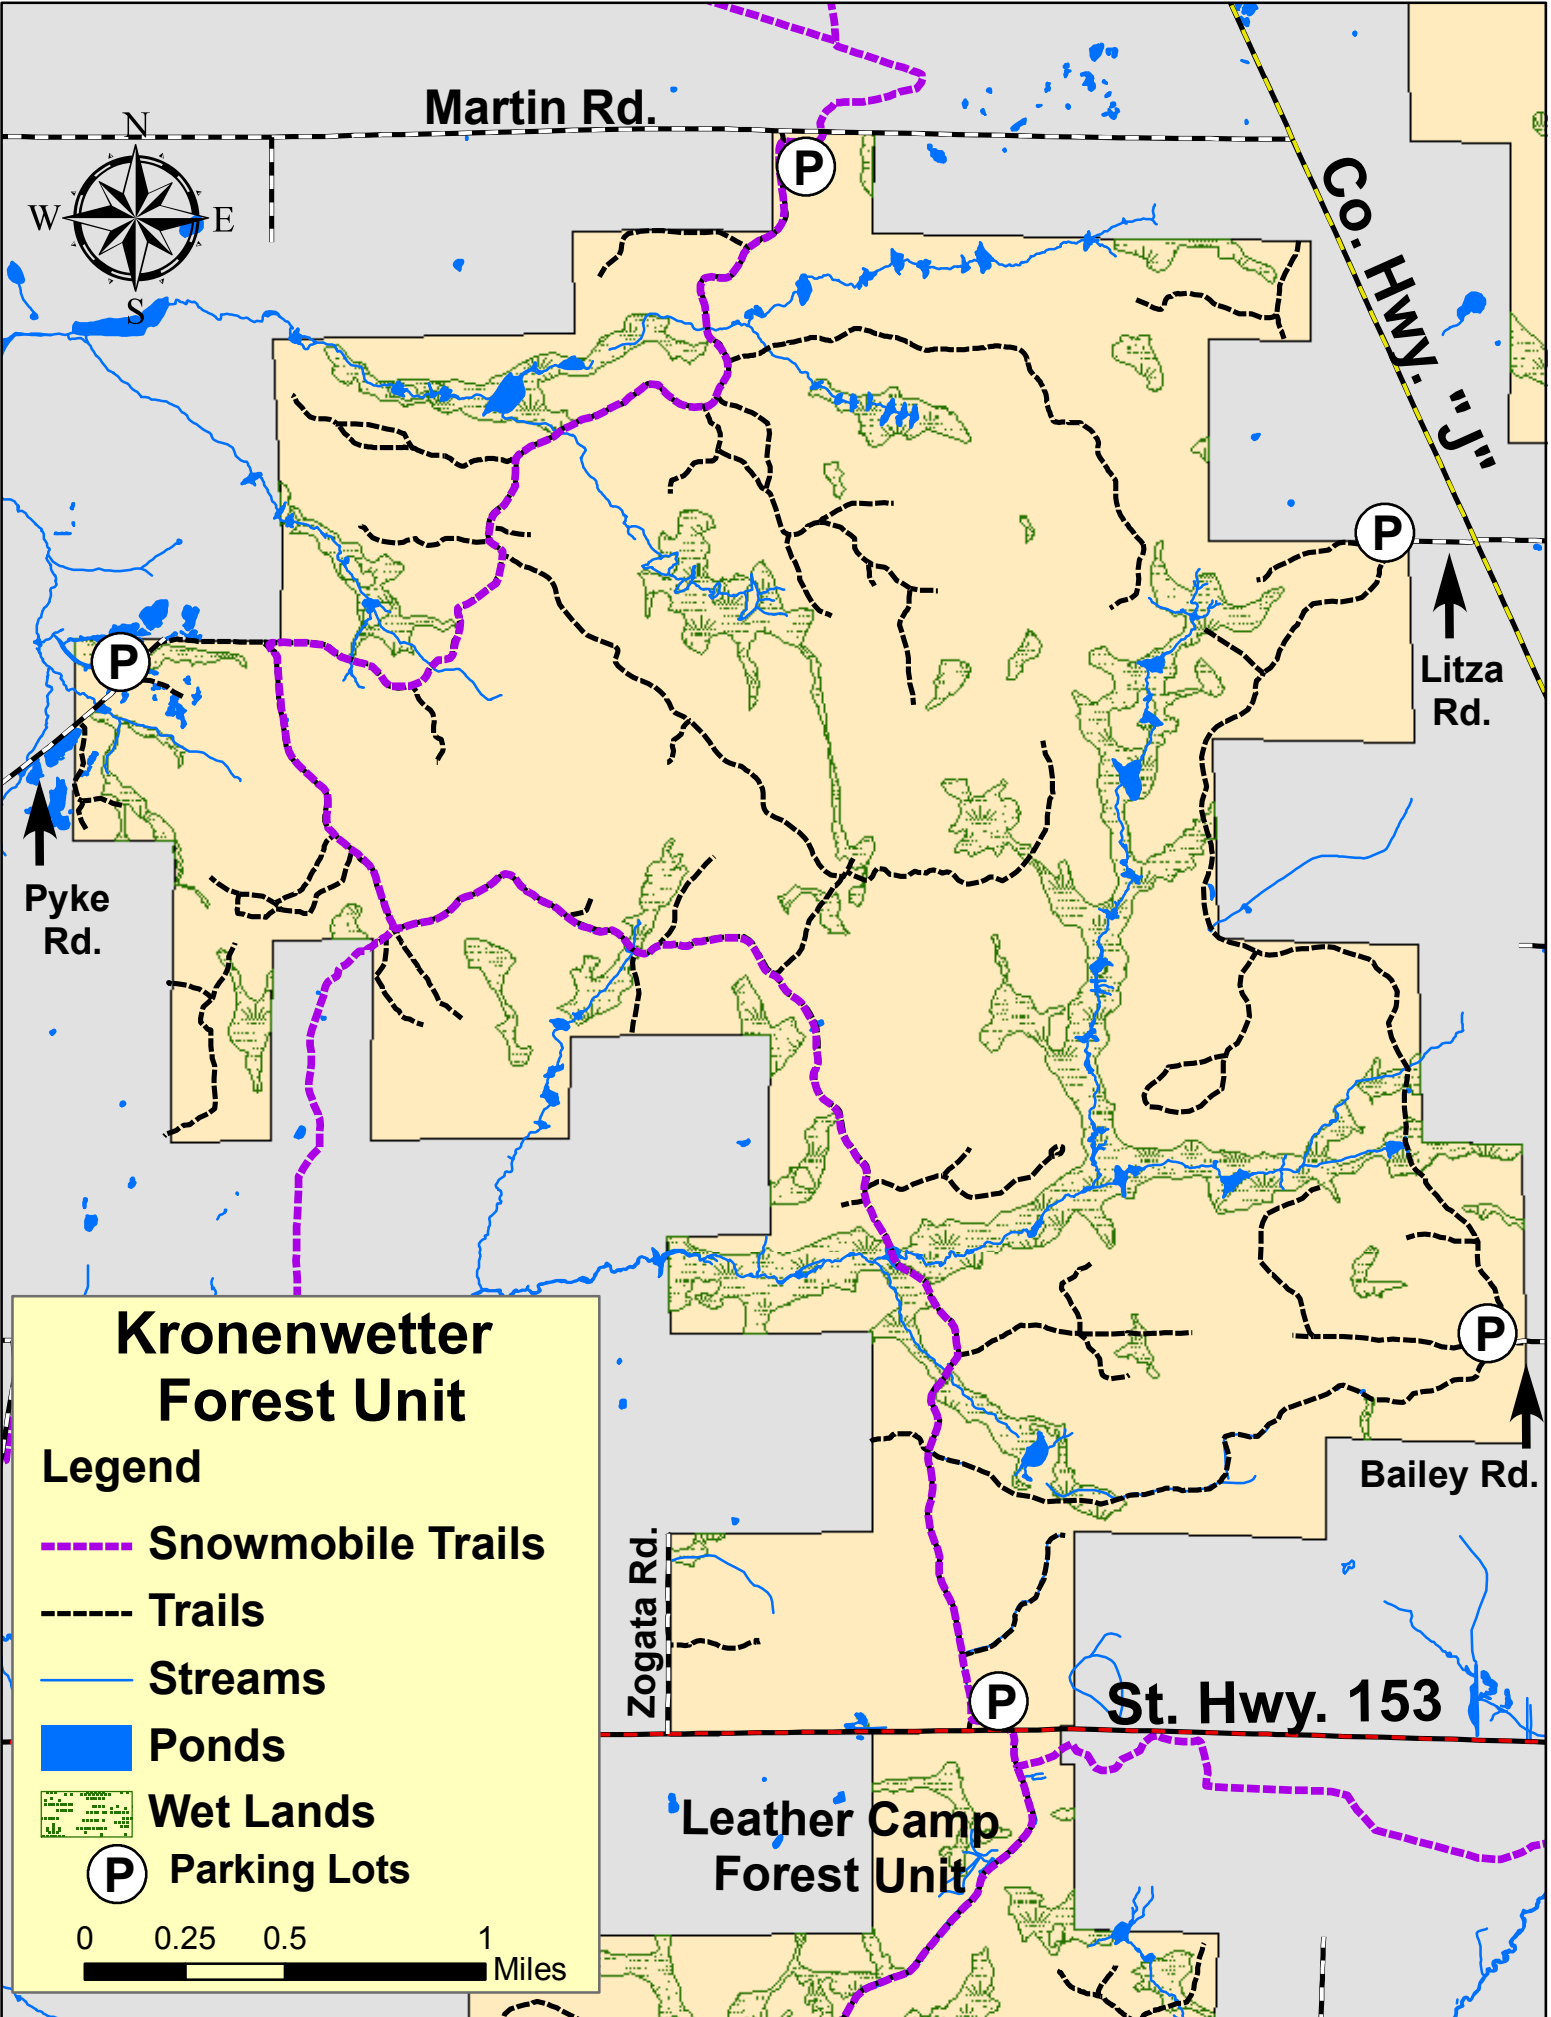 Martin Rd.
N
P
W
E
Co. Hwy. "J"
S
P
P
Litza
Rd.
Pyke
Rd.
Kronenwetter
Forest Unit
P
Legend
Bailey Rd.
Snowmobile Trails
Zogata Rd.
Trails
Streams
P
St. Hwy. 153
Ponds
Wet Lands
Leather Camp
Forest Unit
P
Parking Lots
0 0.25 0.5 1
Miles